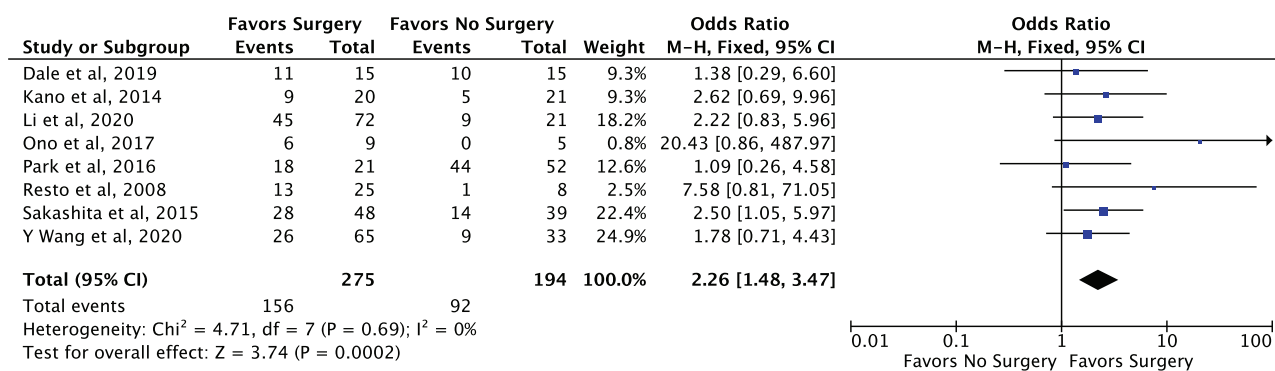 Favors Surgery Favors No Surgery Odds Ratio Odds Ratio
Study or Subgroup Events Total Events Total Weight M-H, Fixed, 95% CI M-H, Fixed, 95% CI
Dale et al, 2019 11 15 10 15 9.3% 1.38 [0.29, 6.60]
Kano et al, 2014 9 20 5 21 9.3% 2.62 [0.69, 9.96]
Li et al, 2020 45 72 9 21 18.2% 2.22 [0.83, 5.96]
Ono et al, 2017 6 9 0 5 0.8% 20.43 [0.86, 487.97]
Park et al, 2016 18 21 44 52 12.6% 1.09 [0.26, 4.58]
Resto et al, 2008 13 25 1 8 2.5% 7.58 [0.81, 71.05]
Sakashita et al, 2015 28 48 14 39 22.4% 2.50 [1.05, 5.97]
Y Wang et al, 2020 26 65 9 33 24.9% 1.78 [0.71, 4.43]
Total (95% CI) 275 194 100.0% 2.26 [1.48, 3.47]
Total events 156 92
Heterogeneity: Chi² = 4.71, df = 7 (P = 0.69); I² = 0%
Test for overall effect: Z = 3.74 (P = 0.0002)
0.01 0.1 1 10 100
Favors No Surgery Favors Surgery